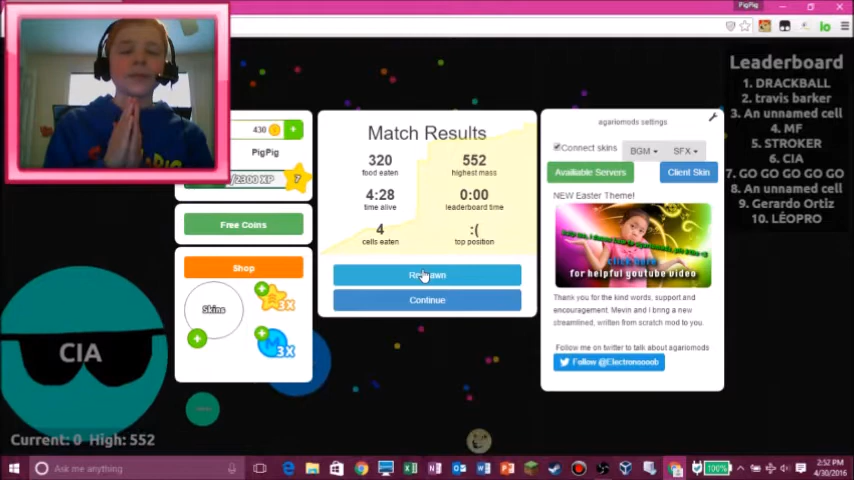 PigPig
430
PigPig
/2300 XP
7
Free Coins
Shop
Skins
3X
3X
Match Results
320
food eaten
552
highest mass
4:28
time alive
0:00
leaderboard time
4
cells eaten
:(
top position
Continue
agariomods settings
Connect skins
BGM
SFX
Available Servers
Client Skin
NEW Easter Theme!
click here
for helpful youtube video
Thank you for the kind words, support and
encouragement. Mevin and I bring a new
streamlined, written from scratch mod to you.
Follow me on twitter to talk about agariomods
Follow @Electronoob
Leaderboard
1. DRACKBALL
2. travis barker
3. An unnamed cell
4. MF
5. STROKER
6. CIA
7. GO GO GO GO GO
8. An unnamed cell
9. Gerardo Ortiz
10. LÉOPRO
CIA
Current: 0 High: 552
Ask me anything
100%
2:52 PM
4/30/2016